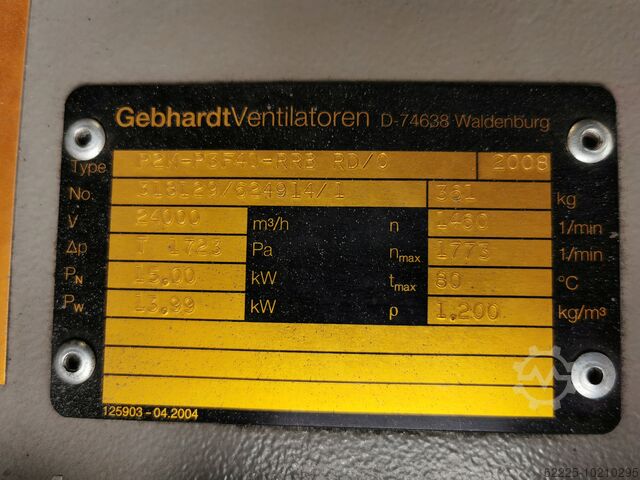 GebhardtVentilatoren D-74638 Waldenburg
Type P2V-P3F41-RRB RD/0 2008
No. 318129/624914/1 361 kg
V 24000 m³/h n 1460 1/min
Δp T 1723 Pa nmax 1773 1/min
PN 15,00 kW tmax 80 °C
PW 13,99 kW ρ 1,200 kg/m³
125903-04.2004
62225-10210295